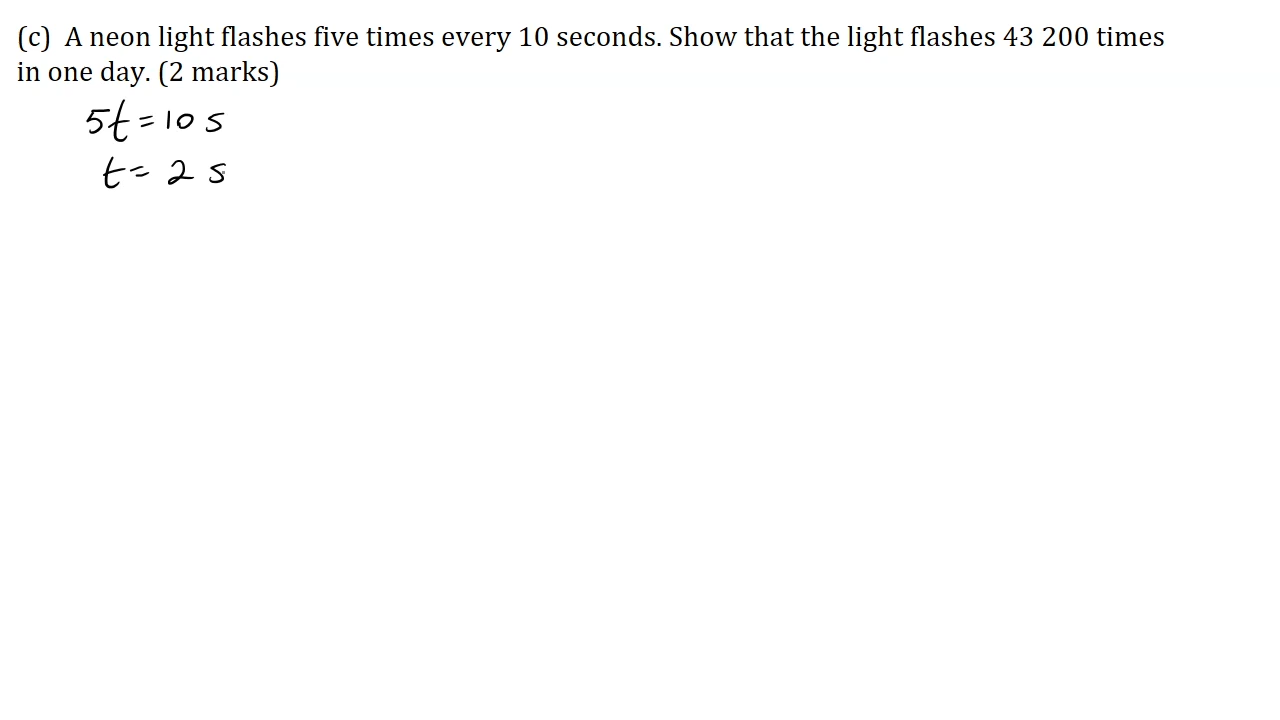 (c) A neon light flashes five times every 10 seconds. Show that the light flashes 43 200 times
in one day. (2 marks)
5t = 10 s
t = 2 s